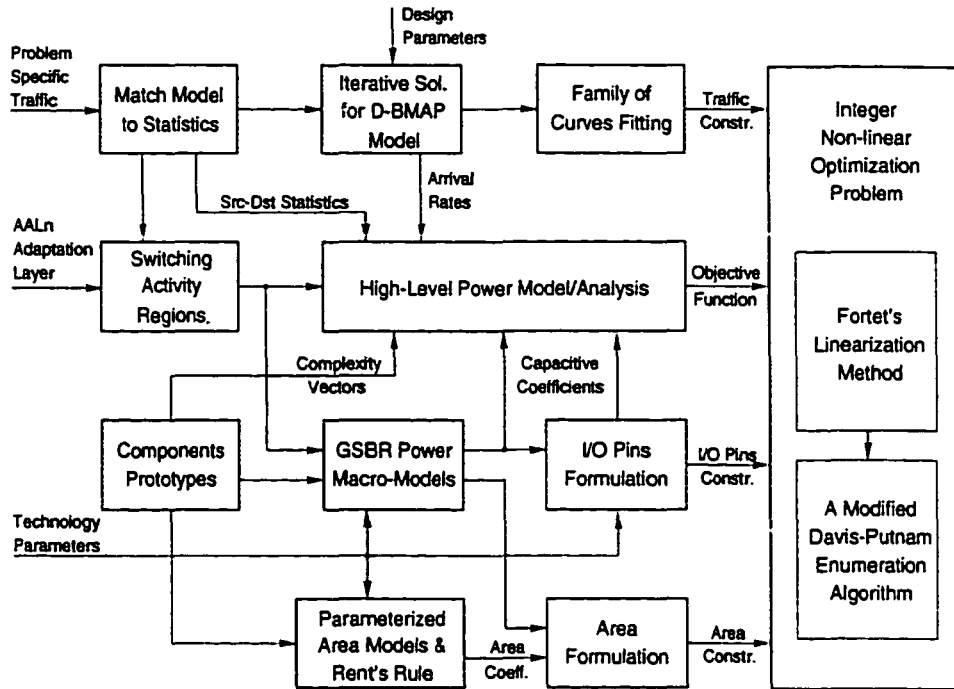 Design
Parameters
Problem
Specific
Traffic
Match Model
to Statistics
Iterative Sol.
for D-BMAP
Model
Family of
Curves Fitting
Traffic
Constr.
Integer
Non-linear
Optimization
Problem
Src-Dst Statistics
Arrival
Rates
AALn
Adaptation
Layer
Switching
Activity
Regions.
High-Level Power Model/Analysis
Objective
Function
Fortet's
Linearization
Method
Complexity
Vectors
Capacitive
Coefficients
Components
Prototypes
GSBR Power
Macro-Models
I/O Pins
Formulation
I/O Pins
Constr.
A Modified
Davis-Putnam
Enumeration
Algorithm
Technology
Parameters
Parameterized
Area Models &
Rent's Rule
Area
Coeff.
Area
Formulation
Area
Constr.